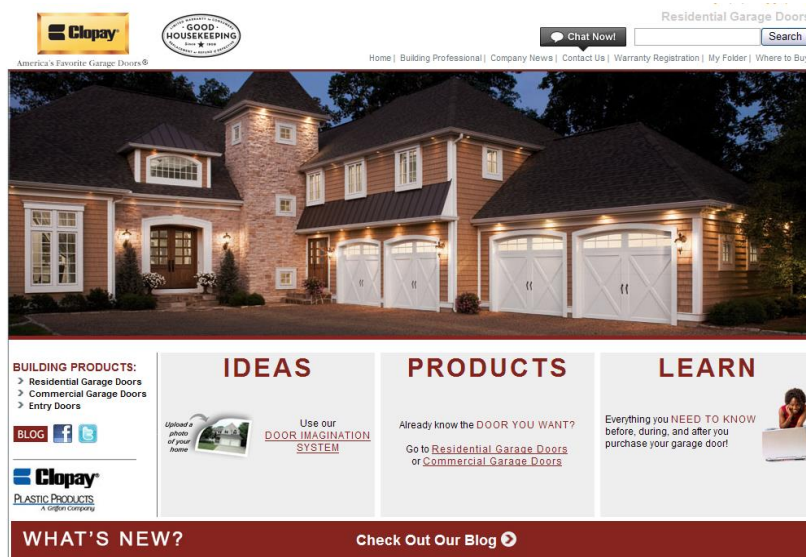 Residential Garage Doors
Clopay®
America's Favorite Garage Doors®
GOOD
HOUSEKEEPING
SINCE ★ 1909
Chat Now!
Search
Home | Building Professional | Company News | Contact Us | Warranty Registration | My Folder | Where to Buy
BUILDING PRODUCTS:
Residential Garage Doors
Commercial Garage Doors
Entry Doors
BLOG
Clopay®
PLASTIC PRODUCTS
A Griffon Company
IDEAS
Upload a
photo
of your
home
Use our
DOOR IMAGINATION
SYSTEM
PRODUCTS
Already know the DOOR YOU WANT?
Go to Residential Garage Doors
or Commercial Garage Doors
LEARN
Everything you NEED TO KNOW
before, during, and after you
purchase your garage door!
WHAT'S NEW?
Check Out Our Blog